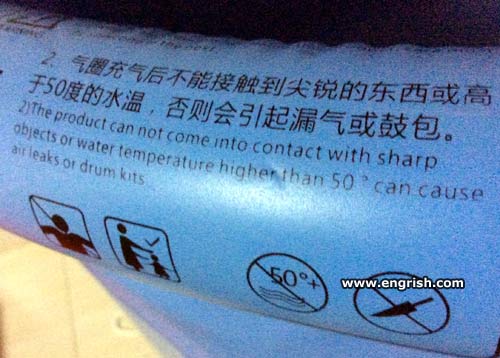 the next
2. 气圈充气后不能接触到尖锐的东西或高
于50度的水温，否则会引起漏气或鼓包。
2)The product can not come into contact with sharp
objects or water temperature higher than 50 ° can cause
air leaks or drum kits
50°+
www.engrish.com